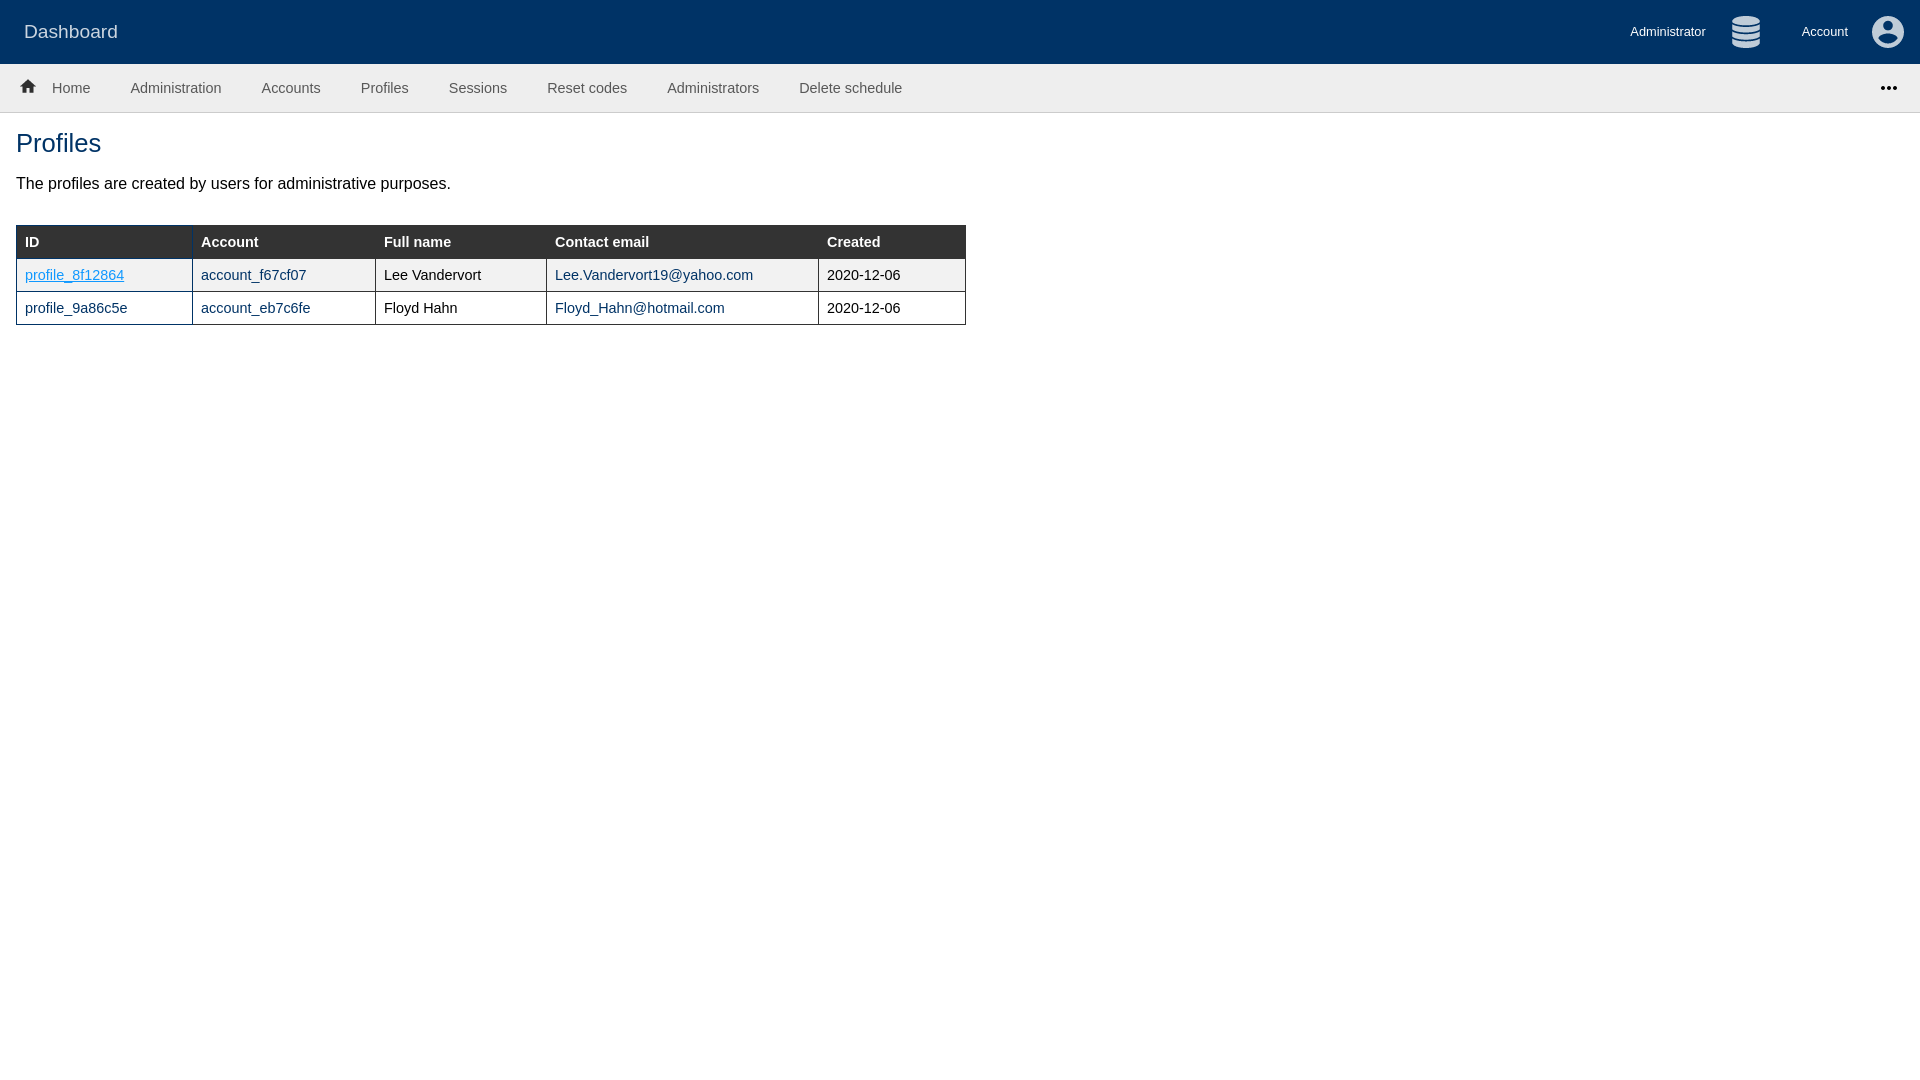 Dashboard Administrator Account
Home Administration Accounts Profiles Sessions Reset codes Administrators Delete schedule
Profiles
The profiles are created by users for administrative purposes.
ID Account Full name Contact email Created
profile_8f12864 account_f67cf07 Lee Vandervort Lee.Vandervort19@yahoo.com 2020-12-06
profile_9a86c5e account_eb7c6fe Floyd Hahn Floyd_Hahn@hotmail.com 2020-12-06